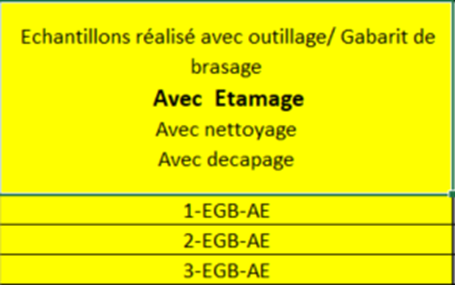 Echantillons réalisé avec outillage/ Gabarit de
brasage
Avec Etamage
Avec nettoyage
Avec decapage
1-EGB-AE
2-EGB-AE
3-EGB-AE